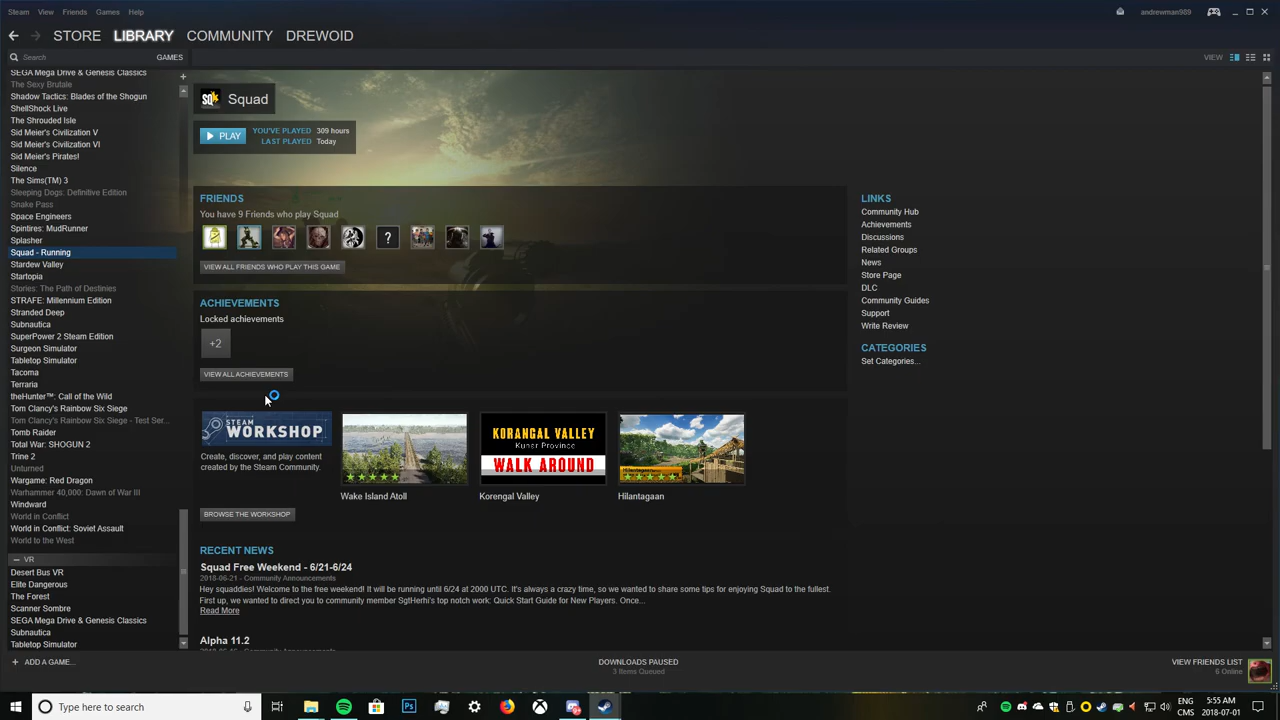 Steam View Friends Games Help
andrewman989
STORE LIBRARY COMMUNITY DREWOID
Search GAMES
VIEW
SEGA Mega Drive & Genesis Classics
The Sexy Brutale
Shadow Tactics: Blades of the Shogun
ShellShock Live
The Shrouded Isle
Sid Meier's Civilization V
Sid Meier's Civilization VI
Sid Meier's Pirates!
Silence
The Sims(TM) 3
Sleeping Dogs: Definitive Edition
Snake Pass
Space Engineers
Spintires: MudRunner
Splasher
Squad - Running
Stardew Valley
Startopia
Stories: The Path of Destinies
STRAFE: Millennium Edition
Stranded Deep
Subnautica
SuperPower 2 Steam Edition
Surgeon Simulator
Tabletop Simulator
Tacoma
Terraria
theHunter™: Call of the Wild
Tom Clancy's Rainbow Six Siege
Tom Clancy's Rainbow Six Siege - Test Ser...
Tomb Raider
Total War: SHOGUN 2
Trine 2
Unturned
Wargame: Red Dragon
Warhammer 40,000: Dawn of War III
Windward
World in Conflict
World in Conflict: Soviet Assault
World to the West
VR
Desert Bus VR
Elite Dangerous
The Forest
Scanner Sombre
SEGA Mega Drive & Genesis Classics
Subnautica
Tabletop Simulator
Squad
PLAY
YOU'VE PLAYED 309 hours
LAST PLAYED Today
FRIENDS
You have 9 Friends who play Squad
?
VIEW ALL FRIENDS WHO PLAY THIS GAME
ACHIEVEMENTS
Locked achievements
+2
VIEW ALL ACHIEVEMENTS
STEAM
WORKSHOP
Create, discover, and play content
created by the Steam Community.
BROWSE THE WORKSHOP
Wake Island Atoll
KORANGAL VALLEY
Kunar Province
WALK AROUND
Korengal Valley
Hilantagaan
RECENT NEWS
Squad Free Weekend - 6/21-6/24
2018-06-21 - Community Announcements
Hey squaddies! Welcome to the free weekend! It will be running until 6/24 at 2000 UTC. It's always a crazy time, so we wanted to share some tips for enjoying Squad to the fullest.
First up, we wanted to direct you to community member SgtHerhi's top notch work: Quick Start Guide for New Players. Once...
Read More
Alpha 11.2
LINKS
Community Hub
Achievements
Discussions
Related Groups
News
Store Page
DLC
Community Guides
Support
Write Review
CATEGORIES
Set Categories...
ADD A GAME...
DOWNLOADS PAUSED
3 Items Queued
VIEW FRIENDS LIST
6 Online
Type here to search
ENG
CMS
5:55 AM
2018-07-01